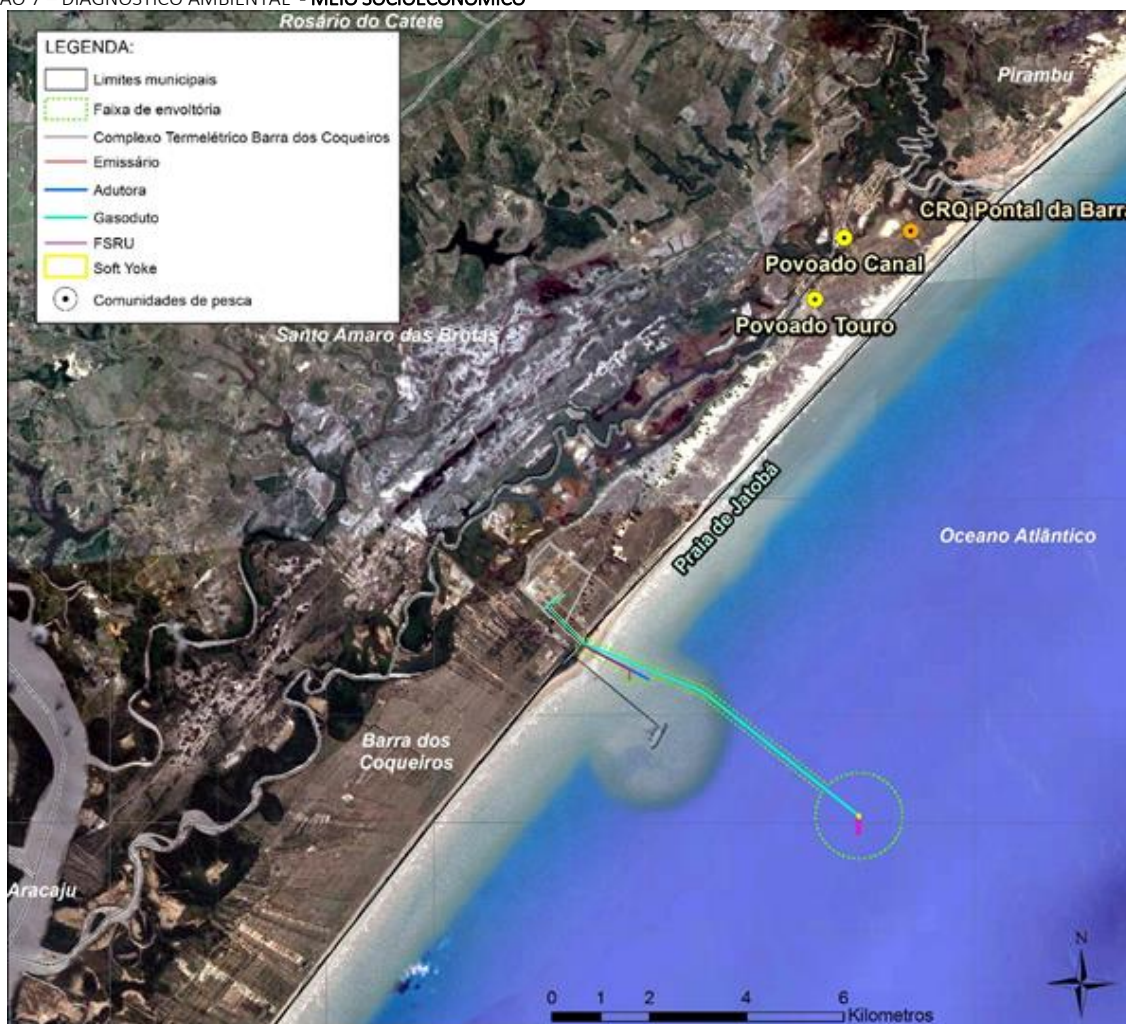 AO 7 – DIAGNÓSTICO AMBIENTAL - MEIO SOCIOECONÔMICO
Rosário do Catete
LEGENDA:
Limites municipais
Faixa de envoltória
Complexo Termelétrico Barra dos Coqueiros
Emissário
Adutora
Gasoduto
FSRU
Soft Yoke
Comunidades de pesca
Pirambu
CRQ Pontal da Barra
Povoado Canal
Povoado Touro
Santo Amaro das Brotas
Praia de Jatobá
Oceano Atlântico
Barra dos
Coqueiros
Aracaju
N
0 1 2 4 6
Kilometros